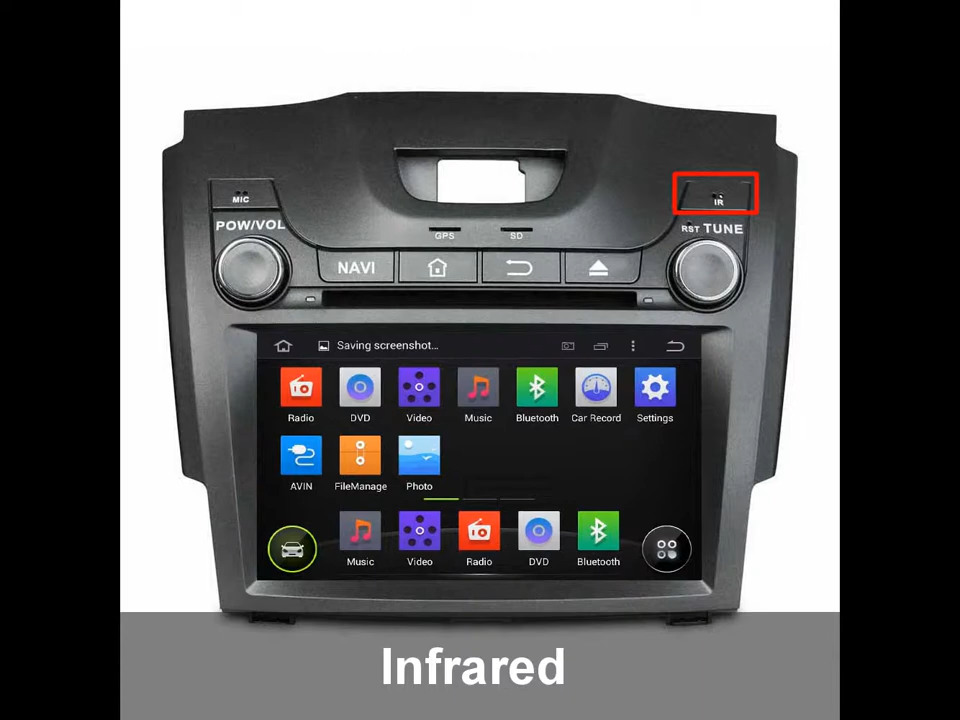 MIC
IR
POW/VOL
RST TUNE
GPS
SD
NAVI
Saving screenshot...
Radio
DVD
Video
Music
Bluetooth
Car Record
Settings
AVIN
FileManage
Photo
Music
Video
Radio
DVD
Bluetooth
Infrared